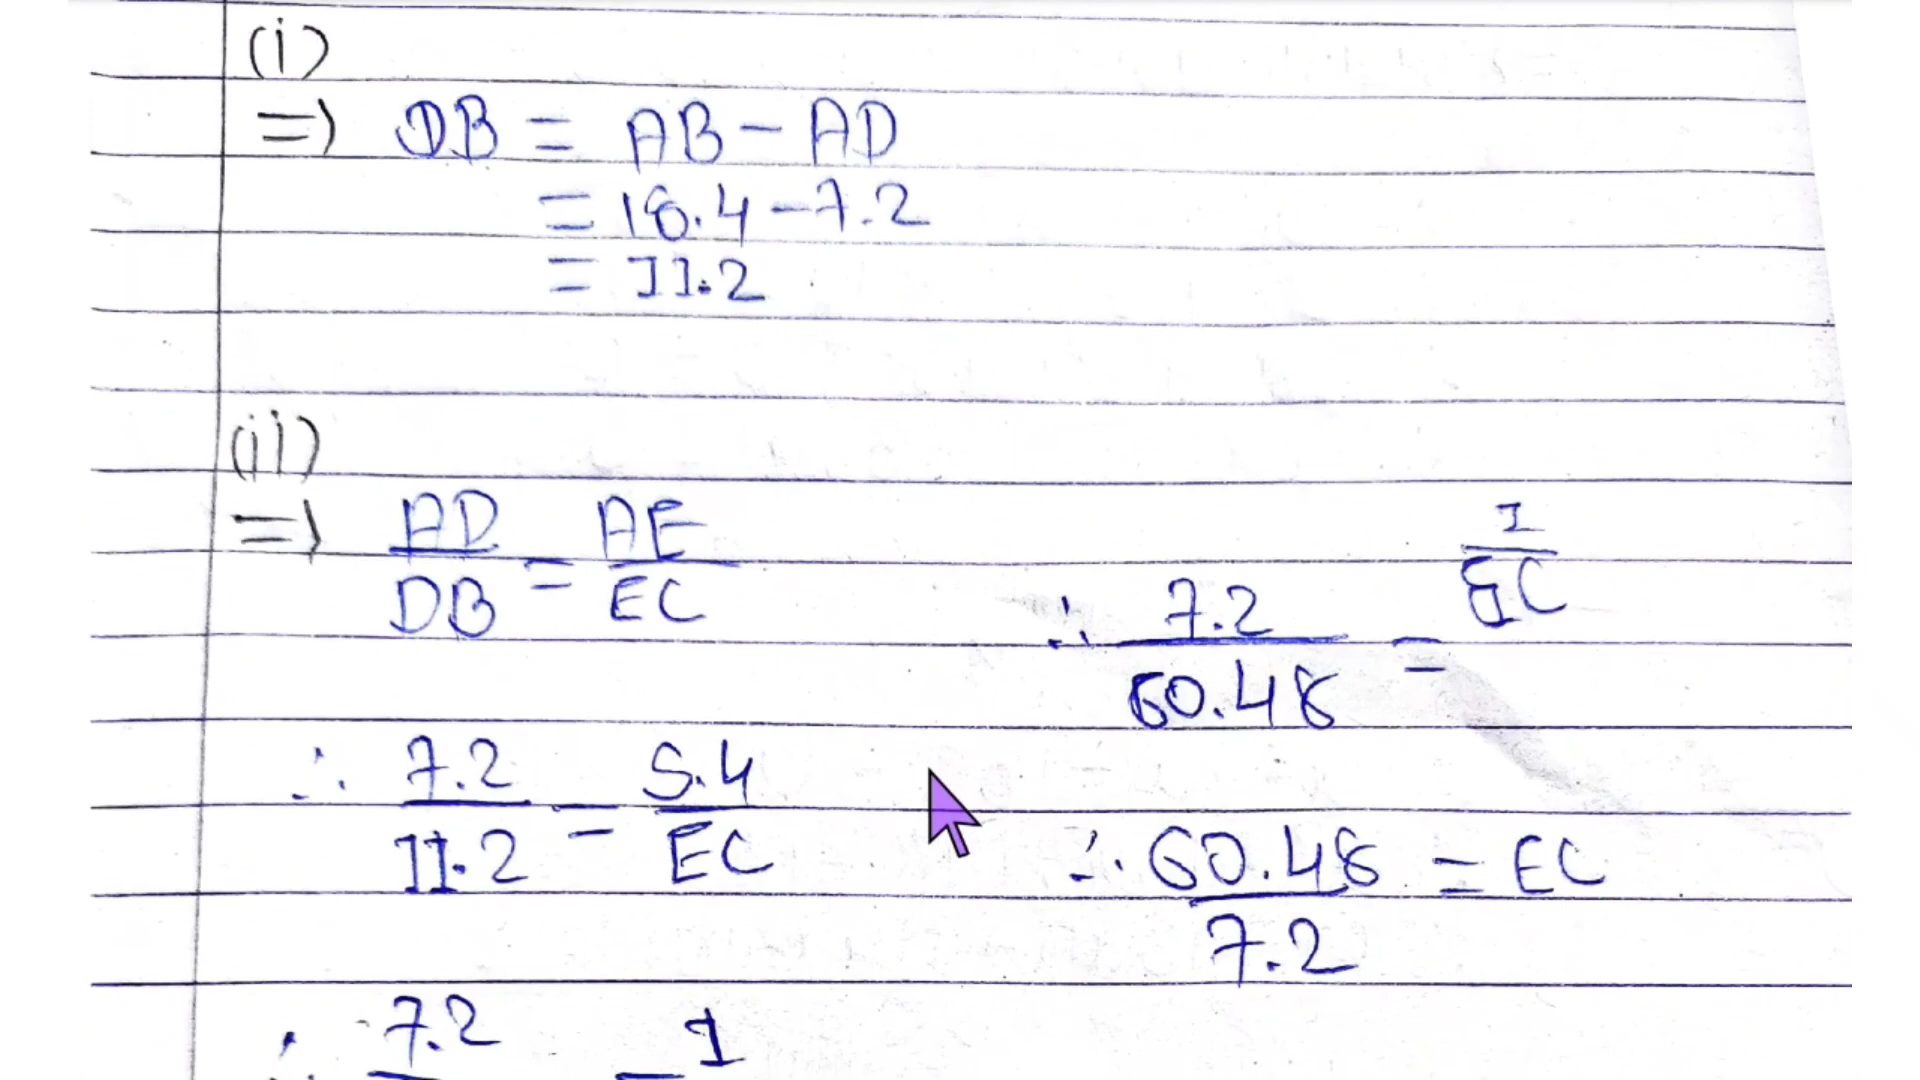 (i)
=) DB = AB - AD
= 18.4 - 7.2
= 11.2
(ii)
=) AD/DB = AE/EC
∴ 7.2/11.2 = 5.4/EC
∴ 7.2 / = 1
∴ 7.2/60.48 = 1/EC
∴ 60.48/7.2 = EC